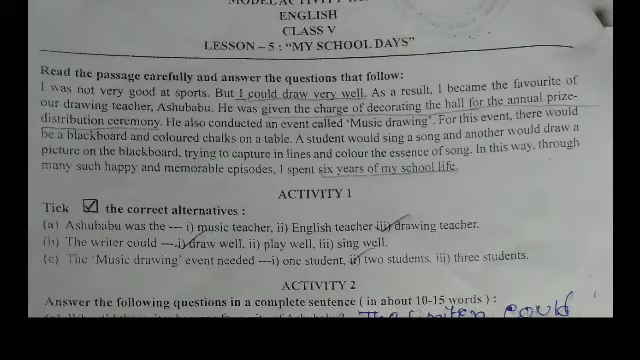 MODEL ACTIVITY
ENGLISH
CLASS V
LESSON – 5 : “MY SCHOOL DAYS”
Read the passage carefully and answer the questions that follow:
I was not very good at sports. But I could draw very well. As a result, I became the favourite of
our drawing teacher, Ashubabu. He was given the charge of decorating the hall for the annual prize-
distribution ceremony. He also conducted an event called ‘Music drawing’. For this event, there would
be a blackboard and coloured chalks on a table. A student would sing a song and another would draw a
picture on the blackboard, trying to capture in lines and colour the essence of song. In this way, through
many such happy and memorable episodes, I spent six years of my school life.
ACTIVITY 1
Tick ☑ the correct alternatives :
(a) Ashubabu was the --- i) music teacher, ii) English teacher iii) drawing teacher.
(b) The writer could ---.i) draw well, ii) play well, iii) sing well.
(c) The ‘Music drawing’ event needed ---i) one student, ii) two students, iii) three students.
ACTIVITY 2
Answer the following questions in a complete sentence ( in about 10-15 words ) :
The writer could